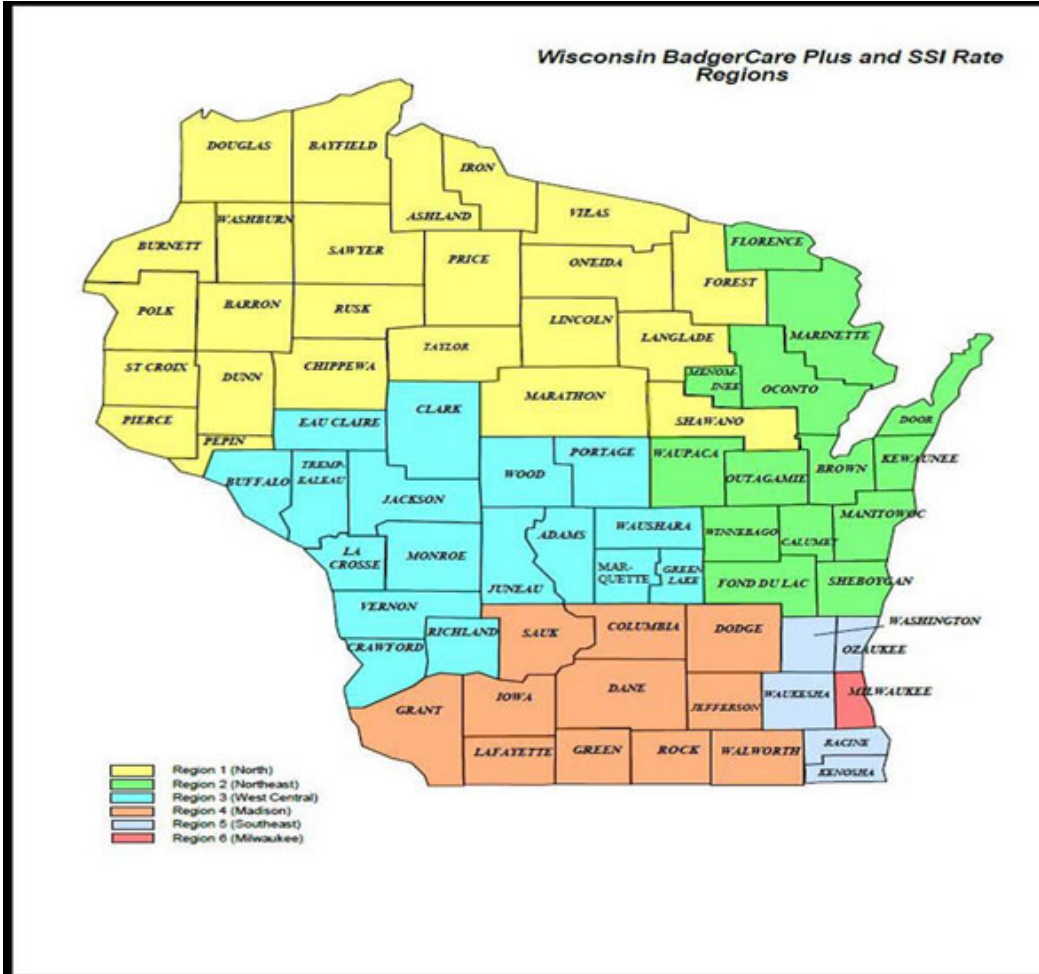 Wisconsin BadgerCare Plus and SSI Rate
Regions
DOUGLAS
BAYFIELD
IRON
ASHLAND
VILAS
WASHBURN
BURNETT
SAWYER
PRICE
ONEIDA
FLORENCE
FOREST
POLK
BARRON
RUSK
LINCOLN
LANGLADE
MARINETTE
TAYLOR
ST CROIX
DUNN
CHIPPEWA
MENOM-
INEE
OCONTO
MARATHON
CLARK
PIERCE
EAU CLAIRE
SHAWANO
DOOR
PEPIN
PORTAGE
WAUPACA
KEWAUNEE
BUFFALO
TREMP-
EALEAU
WOOD
OUTAGAMIE
BROWN
JACKSON
MANITOWOC
WAUSHARA
ADAMS
WINNEBAGO
CALUMET
LA
CROSSE
MONROE
MAR-
QUETTE
GREEN
LAKE
JUNEAU
FOND DU LAC
SHEBOYGAN
VERNON
COLUMBIA
DODGE
WASHINGTON
RICHLAND
SAUK
CRAWFORD
OZAUKEE
DANE
WAUKESHA
MILWAUKEE
IOWA
GRANT
JEFFERSON
LAFAYETTE
GREEN
ROCK
WALWORTH
RACINE
KENOSHA
Region 1 (North)
Region 2 (Northeast)
Region 3 (West Central)
Region 4 (Madison)
Region 5 (Southeast)
Region 6 (Milwaukee)